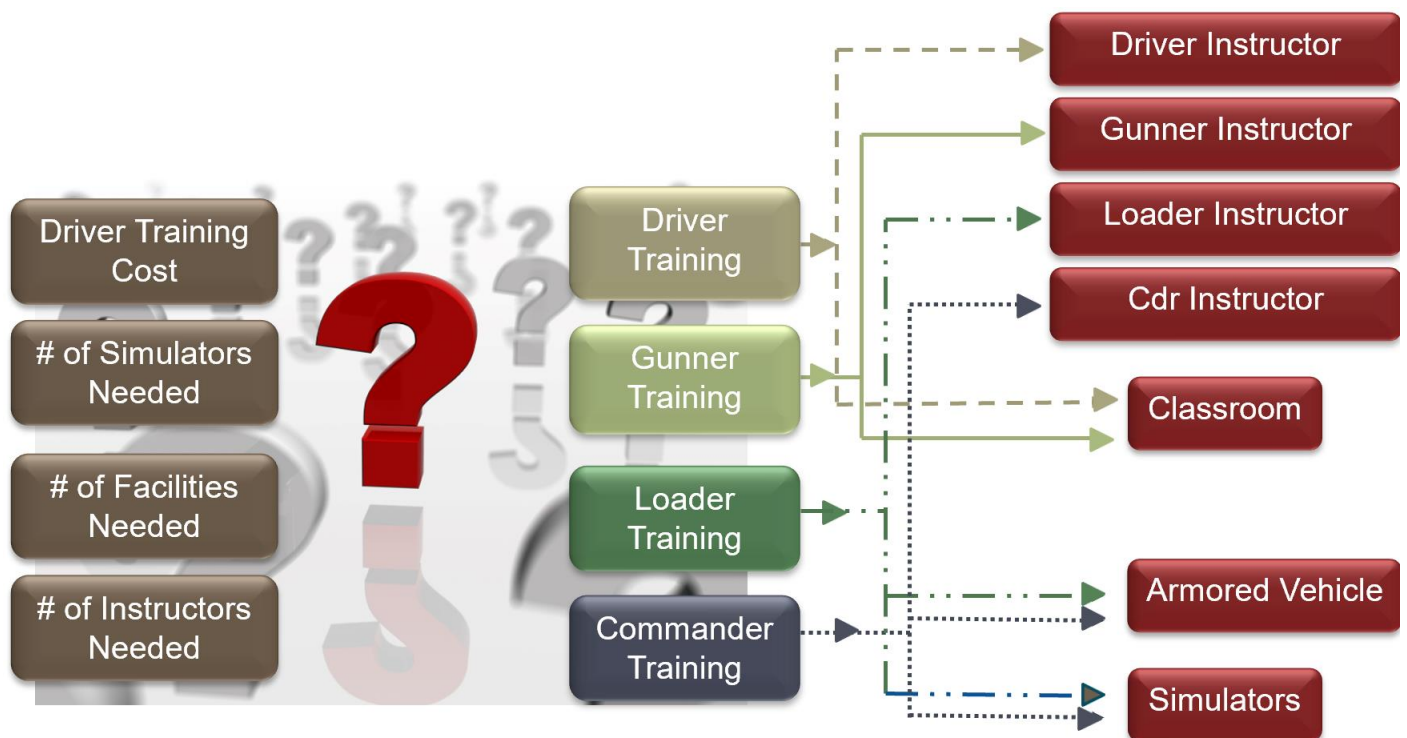 Driver Training
Cost
# of Simulators
Needed
# of Facilities
Needed
# of Instructors
Needed
Driver
Training
Gunner
Training
Loader
Training
Commander
Training
Driver Instructor
Gunner Instructor
Loader Instructor
Cdr Instructor
Classroom
Armored Vehicle
Simulators